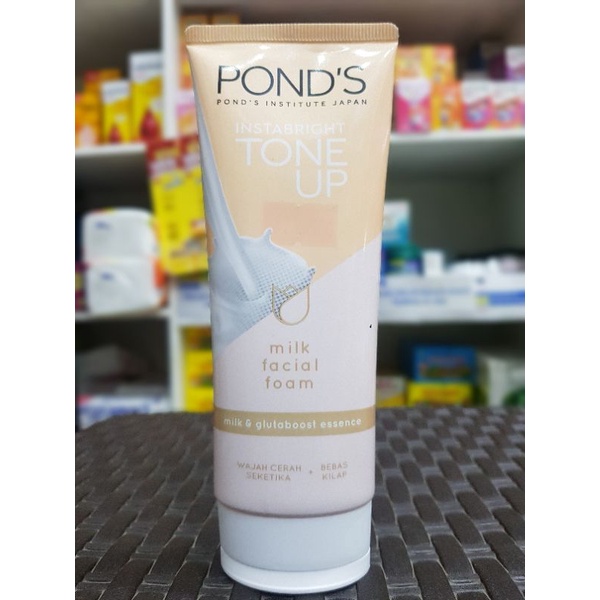 POND'S
POND'S INSTITUTE JAPAN
INSTABRIGHT
TONE
UP
milk
facial
foam
milk & glutaboost essence
WAJAH CERAH
SEKETIKA
• BEBAS
KILAP